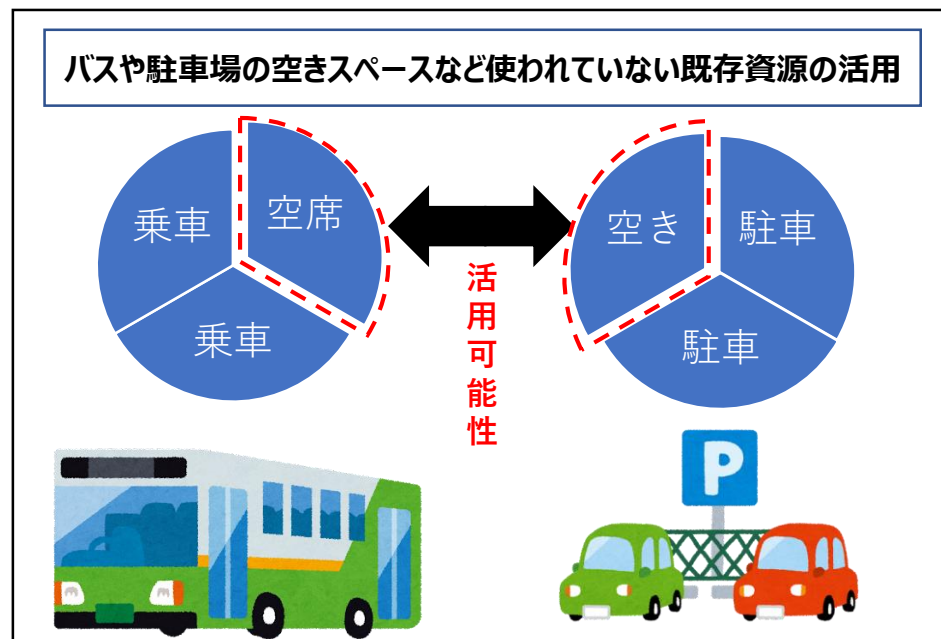 バスや駐車場の空きスペースなど使われていない既存資源の活用
乗車
空席
乗車
活用可能性
空き
駐車
駐車
P